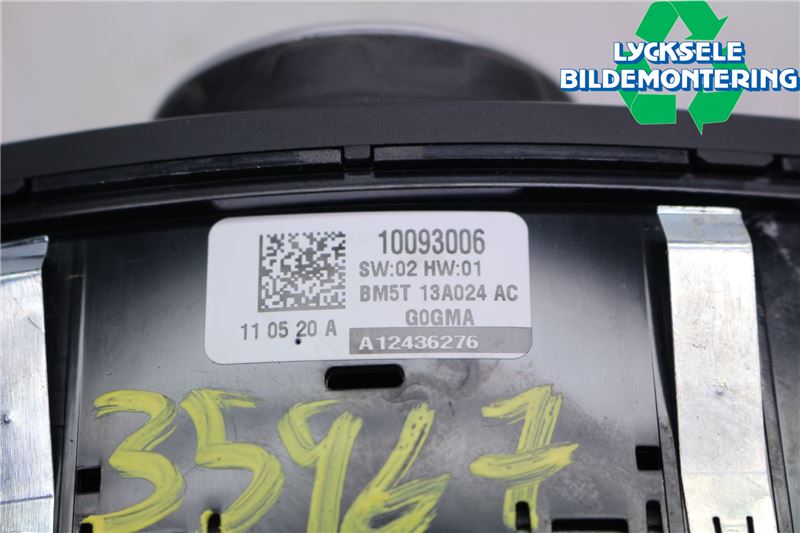 LYCKSELE
BILDEMONTERING
10093006
SW:02 HW:01
BM5T 13A024 AC
G0GMA
11 05 20 A
A12436276
35967